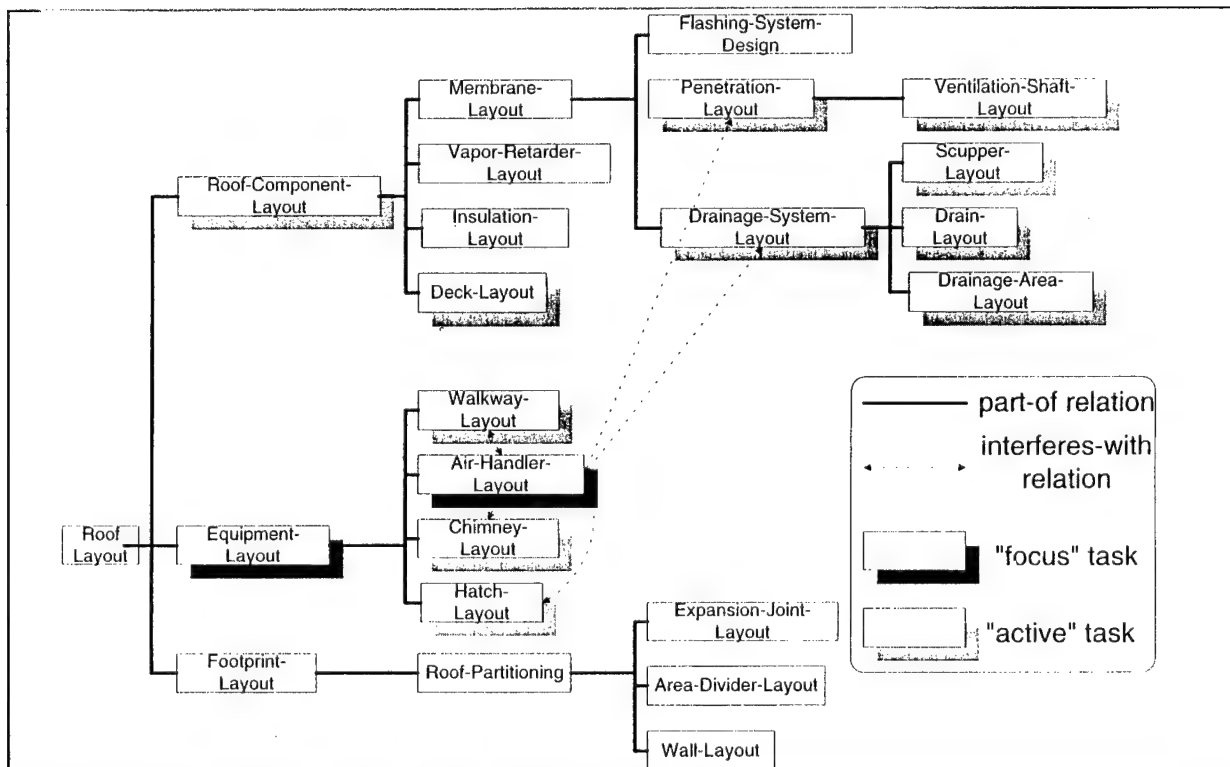 Flashing-System-
Design
Membrane-
Layout
Penetration-
Layout
Ventilation-Shaft-
Layout
Vapor-Retarder-
Layout
Scupper-
Layout
Roof-Component-
Layout
Insulation-
Layout
Drainage-System-
Layout
Drain-
Layout
Deck-Layout
Drainage-Area-
Layout
Walkway-
Layout
Air-Handler-
Layout
Roof
Layout
Equipment-
Layout
Chimney-
Layout
Hatch-
Layout
Footprint-
Layout
Roof-Partitioning
Expansion-Joint-
Layout
Area-Divider-Layout
Wall-Layout
part-of relation
interferes-with
relation
"focus" task
"active" task